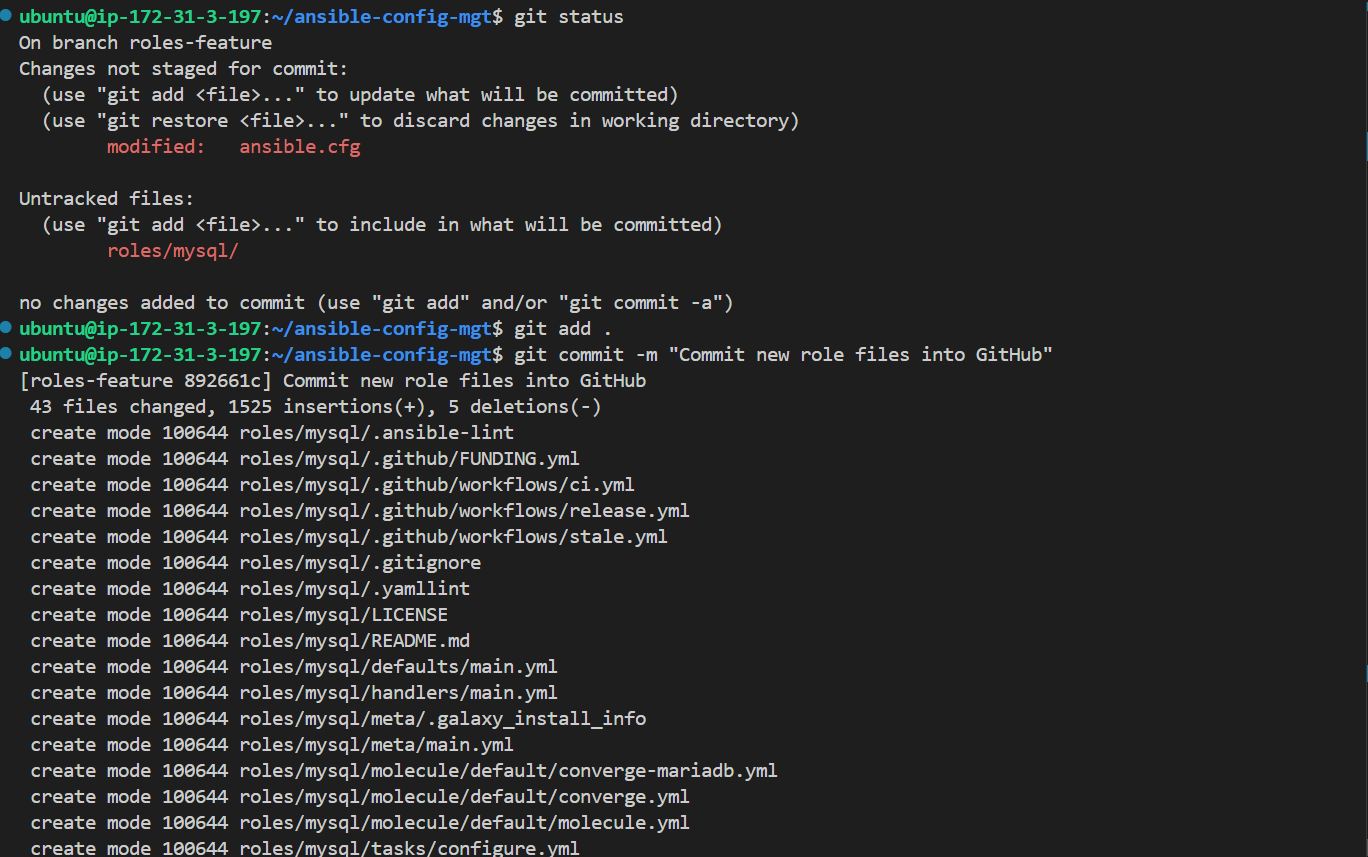 ubuntu@ip-172-31-3-197:~/ansible-config-mgt$ git status
On branch roles-feature
Changes not staged for commit:
  (use "git add <file>..." to update what will be committed)
  (use "git restore <file>..." to discard changes in working directory)
        modified:   ansible.cfg

Untracked files:
  (use "git add <file>..." to include in what will be committed)
        roles/mysql/

no changes added to commit (use "git add" and/or "git commit -a")
ubuntu@ip-172-31-3-197:~/ansible-config-mgt$ git add .
ubuntu@ip-172-31-3-197:~/ansible-config-mgt$ git commit -m "Commit new role files into GitHub"
[roles-feature 892661c] Commit new role files into GitHub
 43 files changed, 1525 insertions(+), 5 deletions(-)
 create mode 100644 roles/mysql/.ansible-lint
 create mode 100644 roles/mysql/.github/FUNDING.yml
 create mode 100644 roles/mysql/.github/workflows/ci.yml
 create mode 100644 roles/mysql/.github/workflows/release.yml
 create mode 100644 roles/mysql/.github/workflows/stale.yml
 create mode 100644 roles/mysql/.gitignore
 create mode 100644 roles/mysql/.yamllint
 create mode 100644 roles/mysql/LICENSE
 create mode 100644 roles/mysql/README.md
 create mode 100644 roles/mysql/defaults/main.yml
 create mode 100644 roles/mysql/handlers/main.yml
 create mode 100644 roles/mysql/meta/.galaxy_install_info
 create mode 100644 roles/mysql/meta/main.yml
 create mode 100644 roles/mysql/molecule/default/converge-mariadb.yml
 create mode 100644 roles/mysql/molecule/default/converge.yml
 create mode 100644 roles/mysql/molecule/default/molecule.yml
 create mode 100644 roles/mysql/tasks/configure.yml